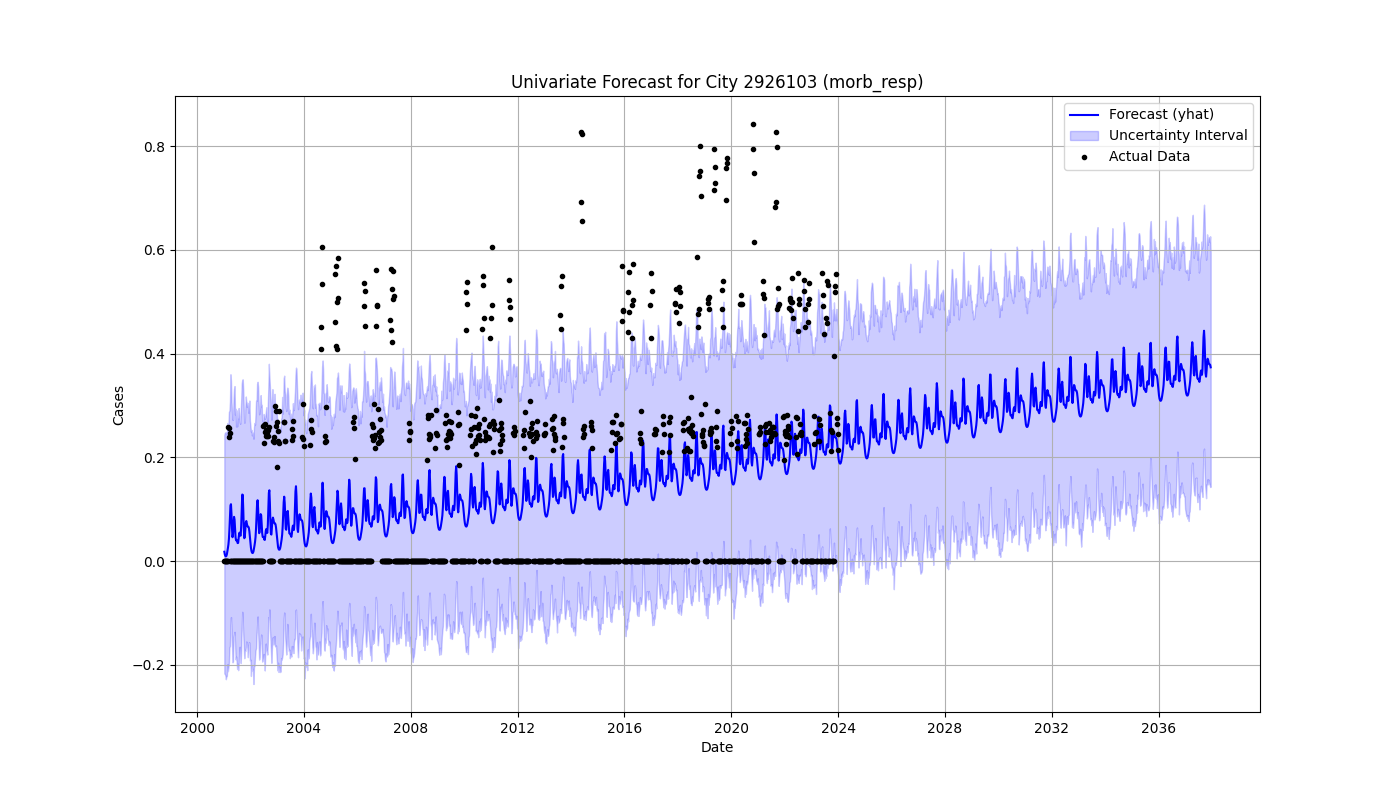 Univariate Forecast for City 2926103 (morb_resp)
Forecast (yhat)
Uncertainty Interval
Actual Data
Cases
0.8
0.6
0.4
0.2
0.0
−0.2
2000 2004 2008 2012 2016 2020 2024 2028 2032 2036
Date